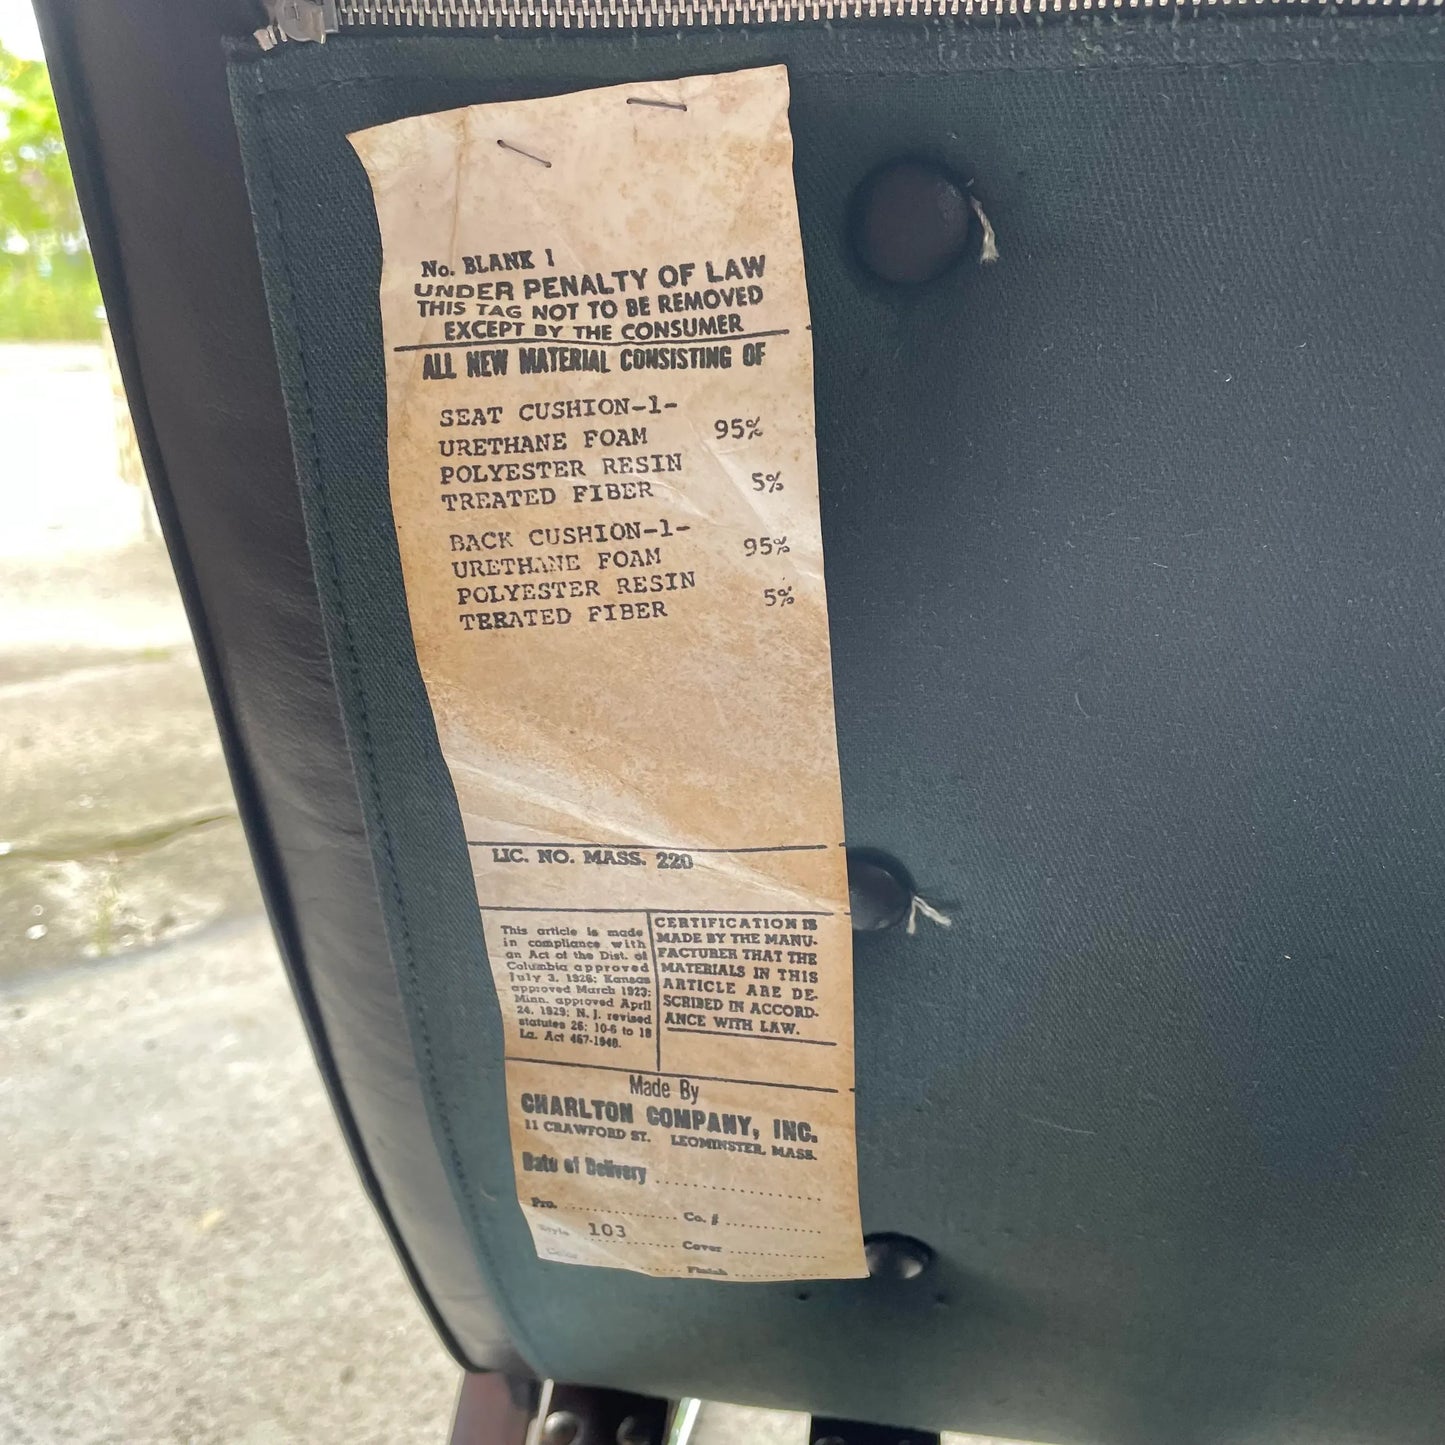 No. BLANK 1
UNDER PENALTY OF LAW
THIS TAG NOT TO BE REMOVED
EXCEPT BY THE CONSUMER
ALL NEW MATERIAL CONSISTING OF
SEAT CUSHION-1-
URETHANE FOAM 95%
POLYESTER RESIN
TREATED FIBER 5%
BACK CUSHION-1-
URETHANE FOAM 95%
POLYESTER RESIN
TRRATED FIBER 5%
LIC. NO. MASS. 220
This article is made
in compliance with
an Act of the Dist. of
Columbia approved
July 3, 1926; Kansas
approved March 1923;
Minn. approved April
24, 1929; N. J. revised
statutes 26: 10-6 to 18
La. Act 467-1948.
CERTIFICATION IS
MADE BY THE MANU-
FACTURER THAT THE
MATERIALS IN THIS
ARTICLE ARE DE-
SCRIBED IN ACCORD-
ANCE WITH LAW.
Made By
CHARLTON COMPANY, INC.
11 CRAWFORD ST. LEOMINSTER, MASS.
Date of Delivery
Pro. Co. #
Style 103 Cover
Color Finish